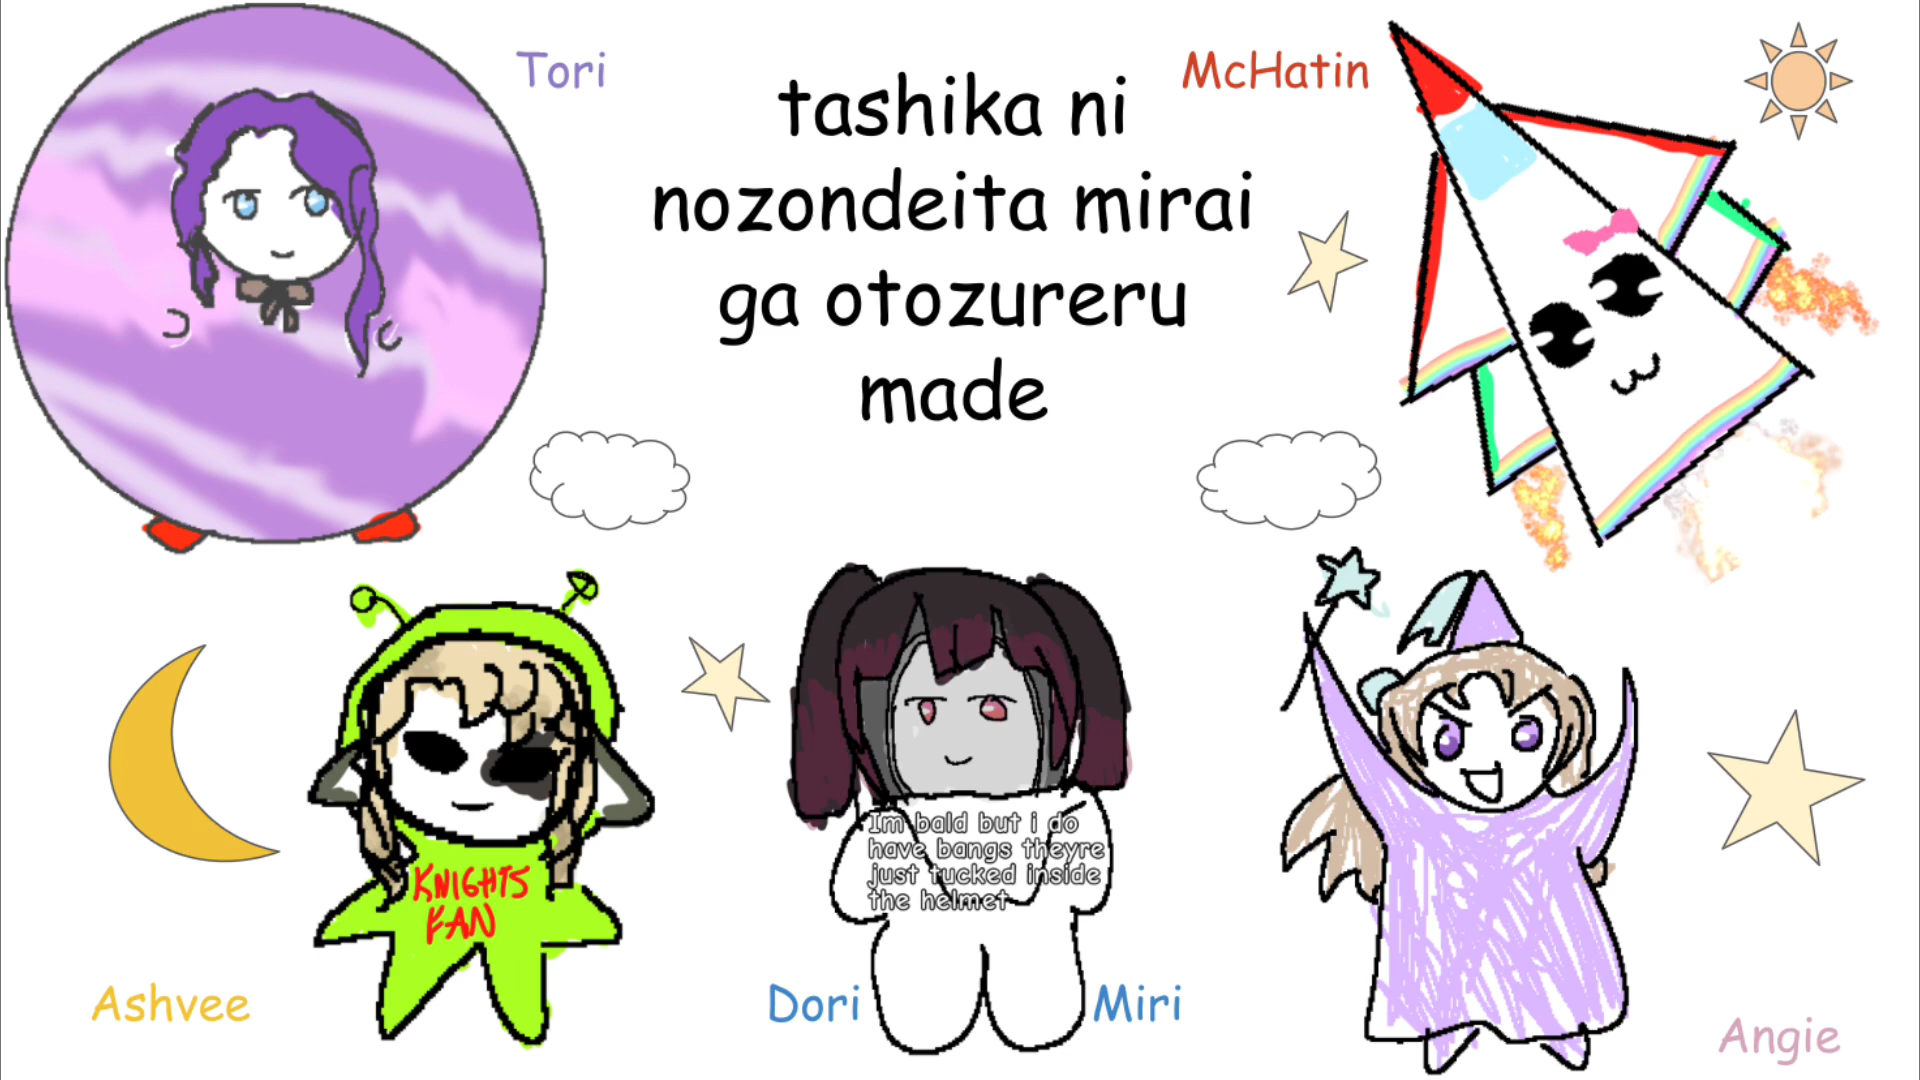 Tori
McHatin
tashika ni
nozondeita mirai
ga otozureru
made
KNIGHTS
FAN
Im bald but i do
have bangs theyre
just tucked inside
the helmet
Ashvee
Dori
Miri
Angie